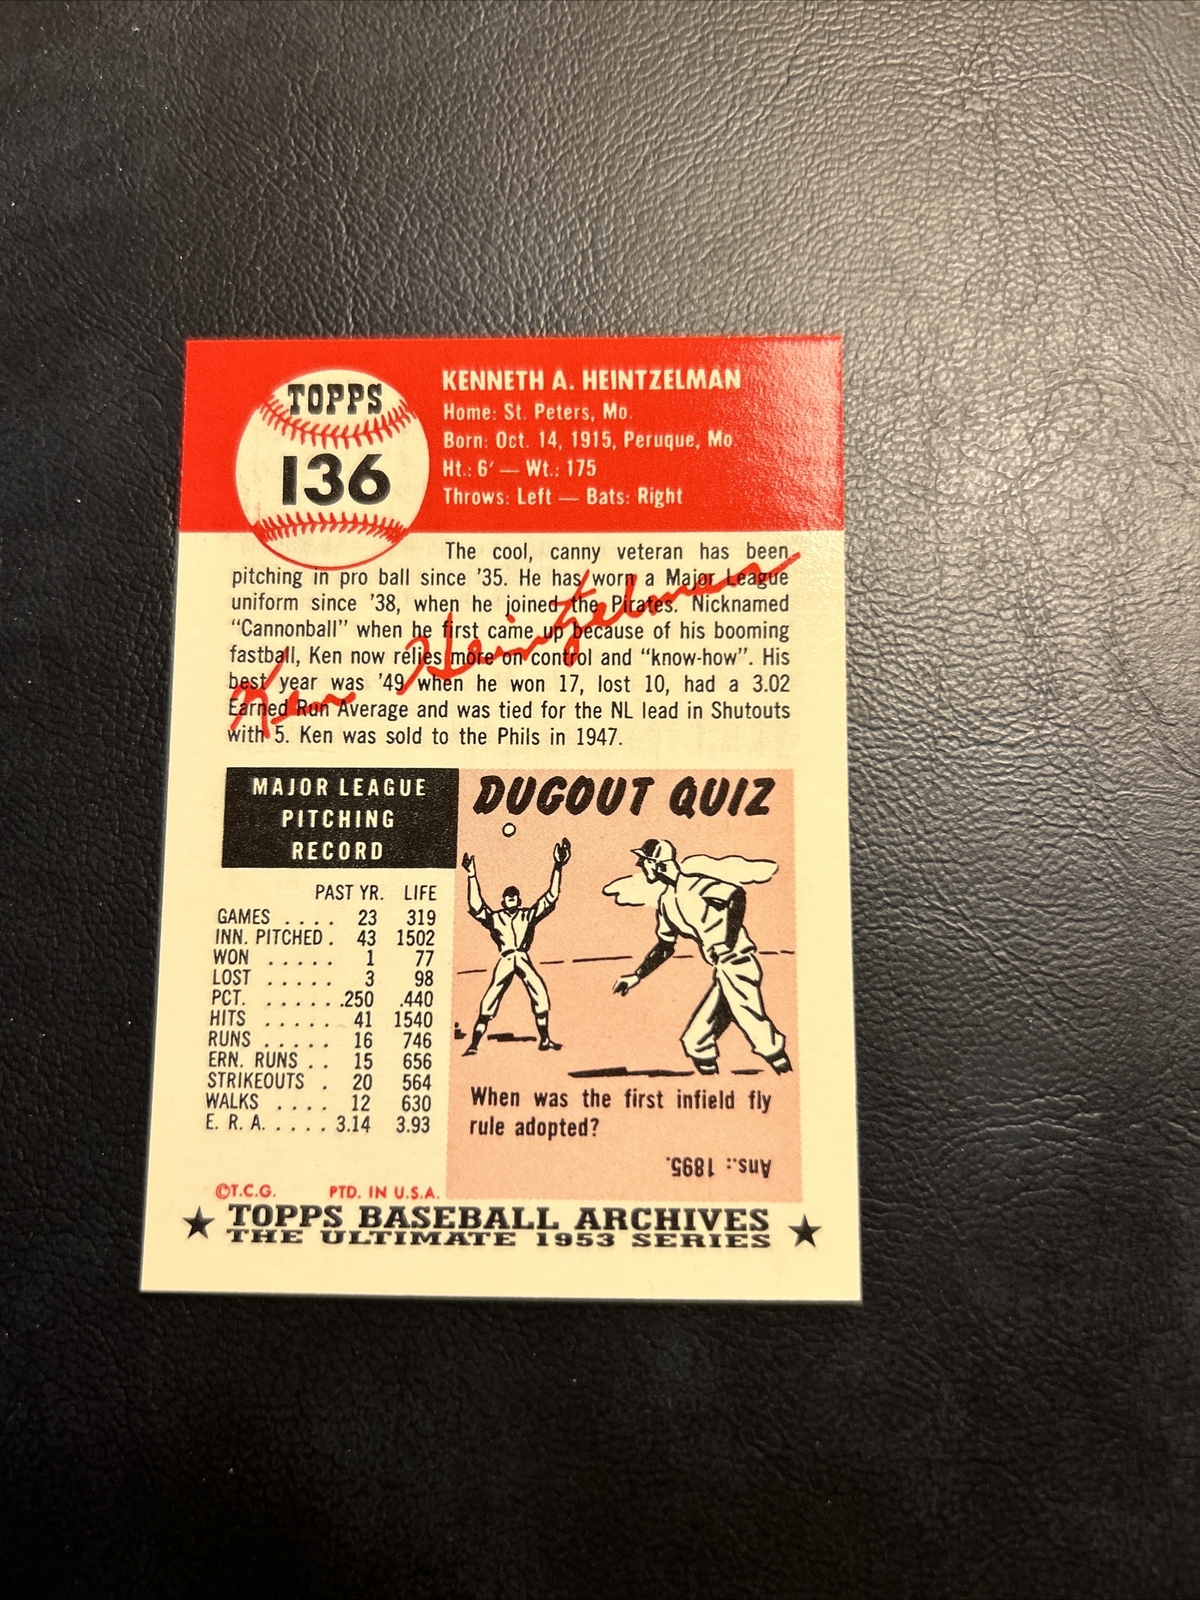 TOPPS
136
KENNETH A. HEINTZELMAN
Home: St. Peters, Mo.
Born: Oct. 14, 1915, Peruque, Mo.
Ht.: 6' — Wt.: 175
Throws: Left — Bats: Right
The cool, canny veteran has been
pitching in pro ball since '35. He has worn a Major League
uniform since '38, when he joined the Pirates. Nicknamed
"Cannonball" when he first came up because of his booming
fastball, Ken now relies more on control and "know-how". His
best year was '49 when he won 17, lost 10, had a 3.02
Earned Run Average and was tied for the NL lead in Shutouts
with 5. Ken was sold to the Phils in 1947.
Ken Heintzelman
MAJOR LEAGUE
PITCHING
RECORD
PAST YR. LIFE
GAMES .... 23 319
INN. PITCHED . 43 1502
WON ..... 1 77
LOST ..... 3 98
PCT. ...... .250 .440
HITS ..... 41 1540
RUNS ..... 16 746
ERN. RUNS .. 15 656
STRIKEOUTS . 20 564
WALKS .... 12 630
E. R. A. ..... 3.14 3.93
DUGOUT QUIZ
When was the first infield fly
rule adopted?
Ans.: 1895.
©T.C.G. PTD. IN U.S.A.
★ TOPPS BASEBALL ARCHIVES ★
THE ULTIMATE 1953 SERIES